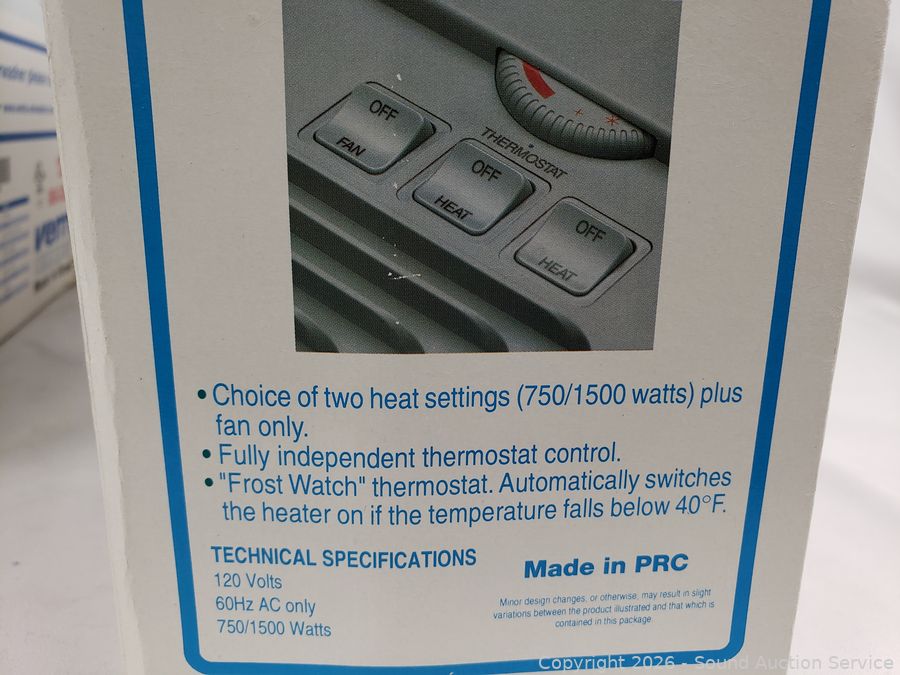 OFF
FAN
THERMOSTAT
OFF
HEAT
OFF
HEAT
• Choice of two heat settings (750/1500 watts) plus
fan only.
• Fully independent thermostat control.
• "Frost Watch" thermostat. Automatically switches
the heater on if the temperature falls below 40°F.
TECHNICAL SPECIFICATIONS
120 Volts
60Hz AC only
750/1500 Watts
Made in PRC
Minor design changes, or otherwise, may result in slight
variations between the product illustrated and that which is
contained in this package.
Copyright 2026 - Sound Auction Service